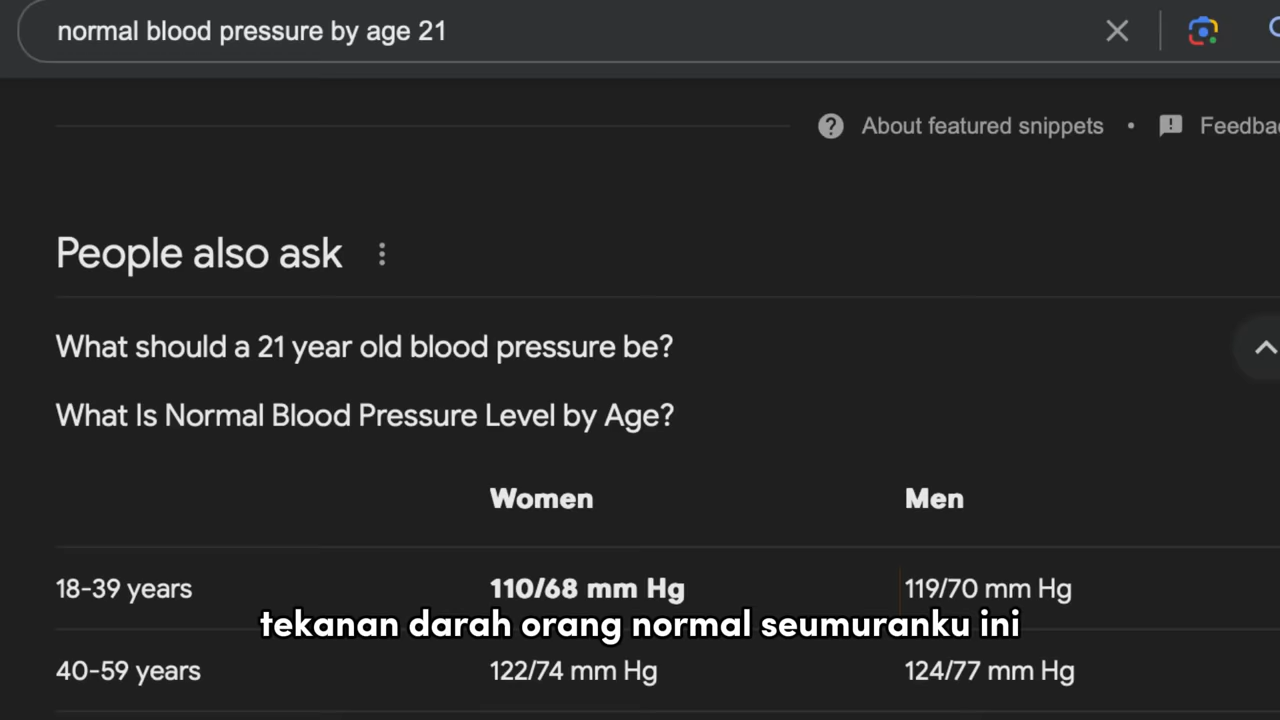 normal blood pressure by age 21
About featured snippets • Feedba
People also ask
What should a 21 year old blood pressure be?
What Is Normal Blood Pressure Level by Age?
Women Men
18-39 years 110/68 mm Hg 119/70 mm Hg
tekanan darah orang normal seumuranku ini
40-59 years 122/74 mm Hg 124/77 mm Hg